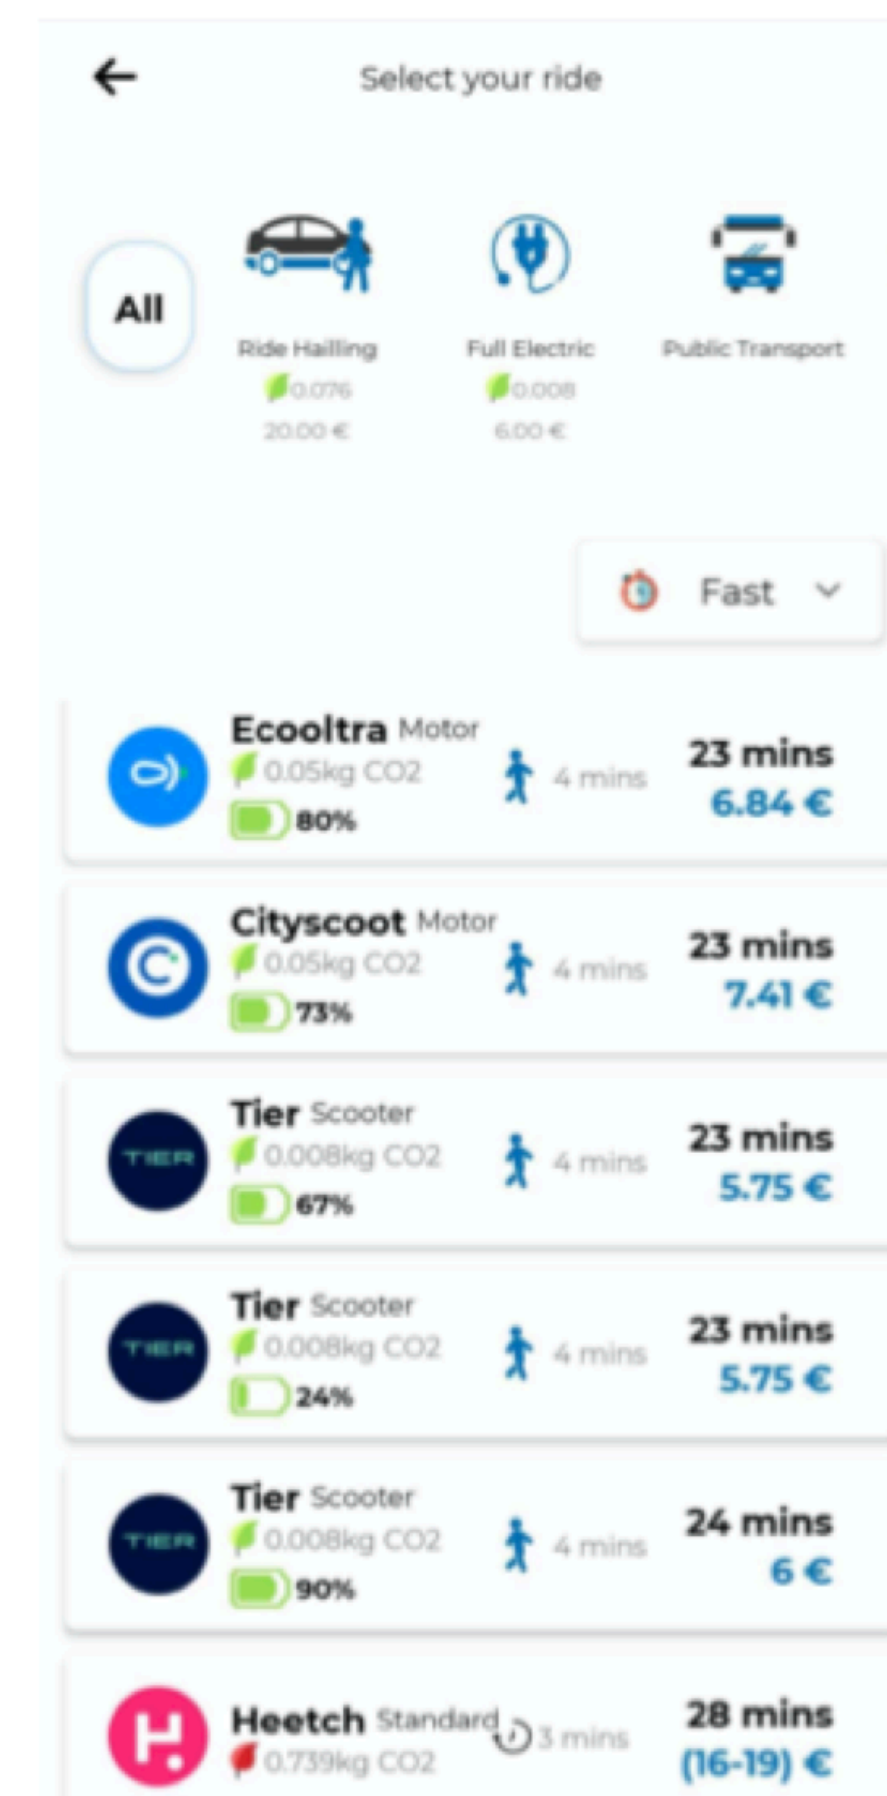 Select your ride
All
Ride Hailling
0.076
20.00 €
Full Electric
0.008
6.00 €
Public Transport
Fast
Ecooltra Motor
0.05kg CO2
80%
4 mins
23 mins
6.84 €
Cityscoot Motor
0.05kg CO2
73%
4 mins
23 mins
7.41 €
TIER
Tier Scooter
0.008kg CO2
67%
4 mins
23 mins
5.75 €
TIER
Tier Scooter
0.008kg CO2
24%
4 mins
23 mins
5.75 €
TIER
Tier Scooter
0.008kg CO2
90%
4 mins
24 mins
6 €
H.
Heetch Standard
0.739kg CO2
3 mins
28 mins
(16-19) €